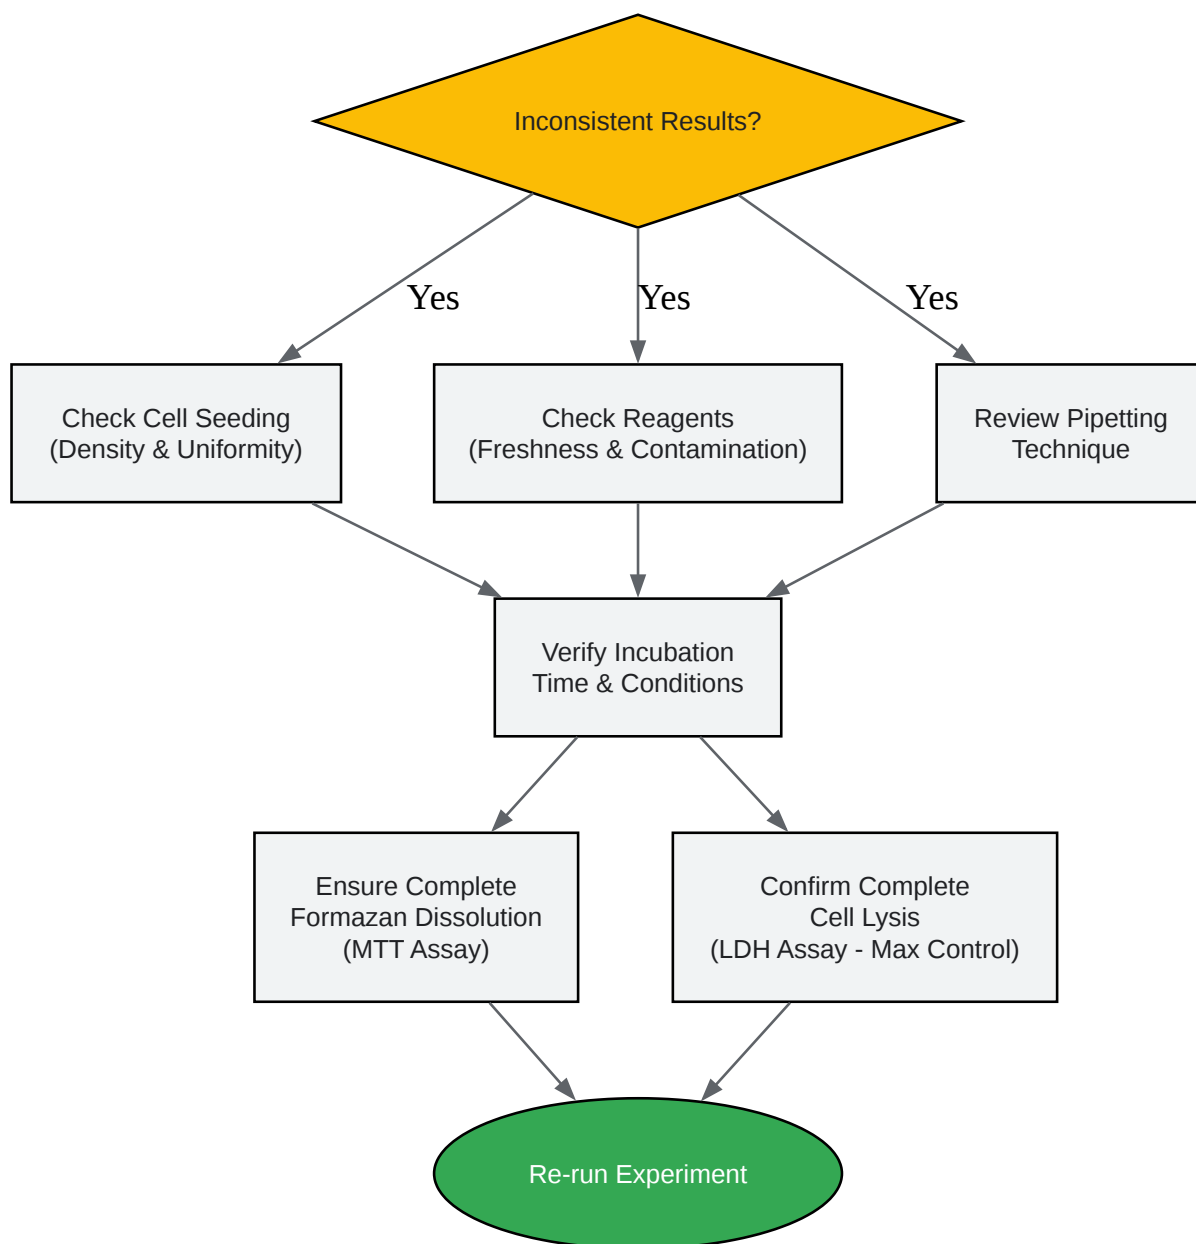 Inconsistent Results?
Yes
Yes
Yes
Check Cell Seeding
(Density & Uniformity)
Check Reagents
(Freshness & Contamination)
Review Pipetting
Technique
Verify Incubation
Time & Conditions
Ensure Complete
Formazan Dissolution
(MTT Assay)
Confirm Complete
Cell Lysis
(LDH Assay - Max Control)
Re-run Experiment